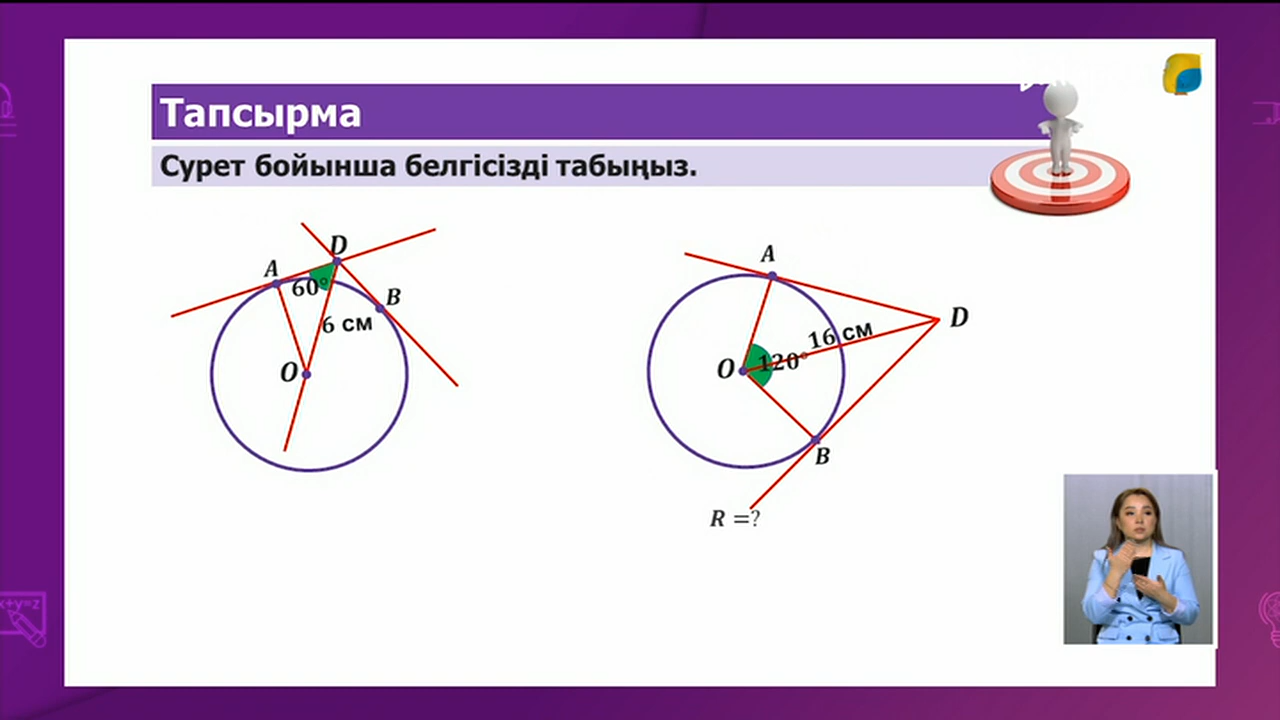 Тапсырма
Сурет бойынша белгісізді табыңыз.
D
A
60°
B
6 см
O
A
D
16 см
O
120°
B
R =?
x+y=z